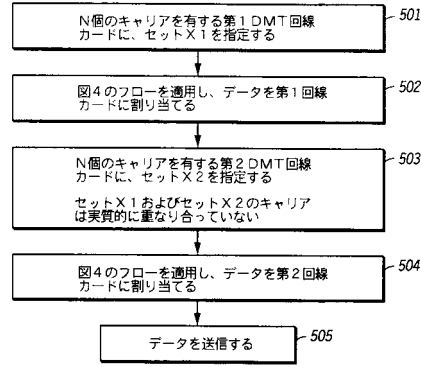 N個のキャリアを有する第1DMT回線
カードに、セットX1を指定する
501
図4のフローを適用し、データを第1回線
カードに割り当てる
502
N個のキャリアを有する第2DMT回線
カードに、セットX2を指定する
セットX1およびセットX2のキャリア
は実質的に重なり合っていない
503
図4のフローを適用し、データを第2回線
カードに割り当てる
504
データを送信する
505